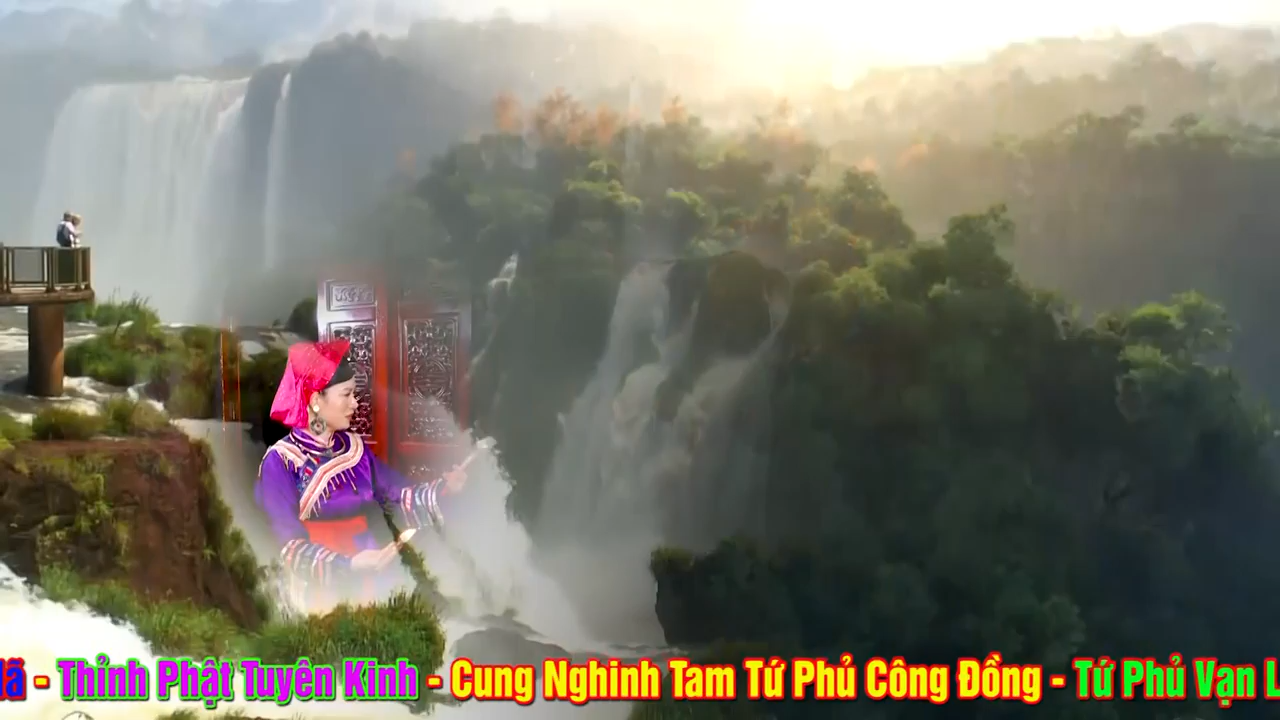 - Thỉnh Phật Tuyên Kinh - Cung Nghinh Tam Tứ Phủ Công Đồng - Tứ Phủ Vạn